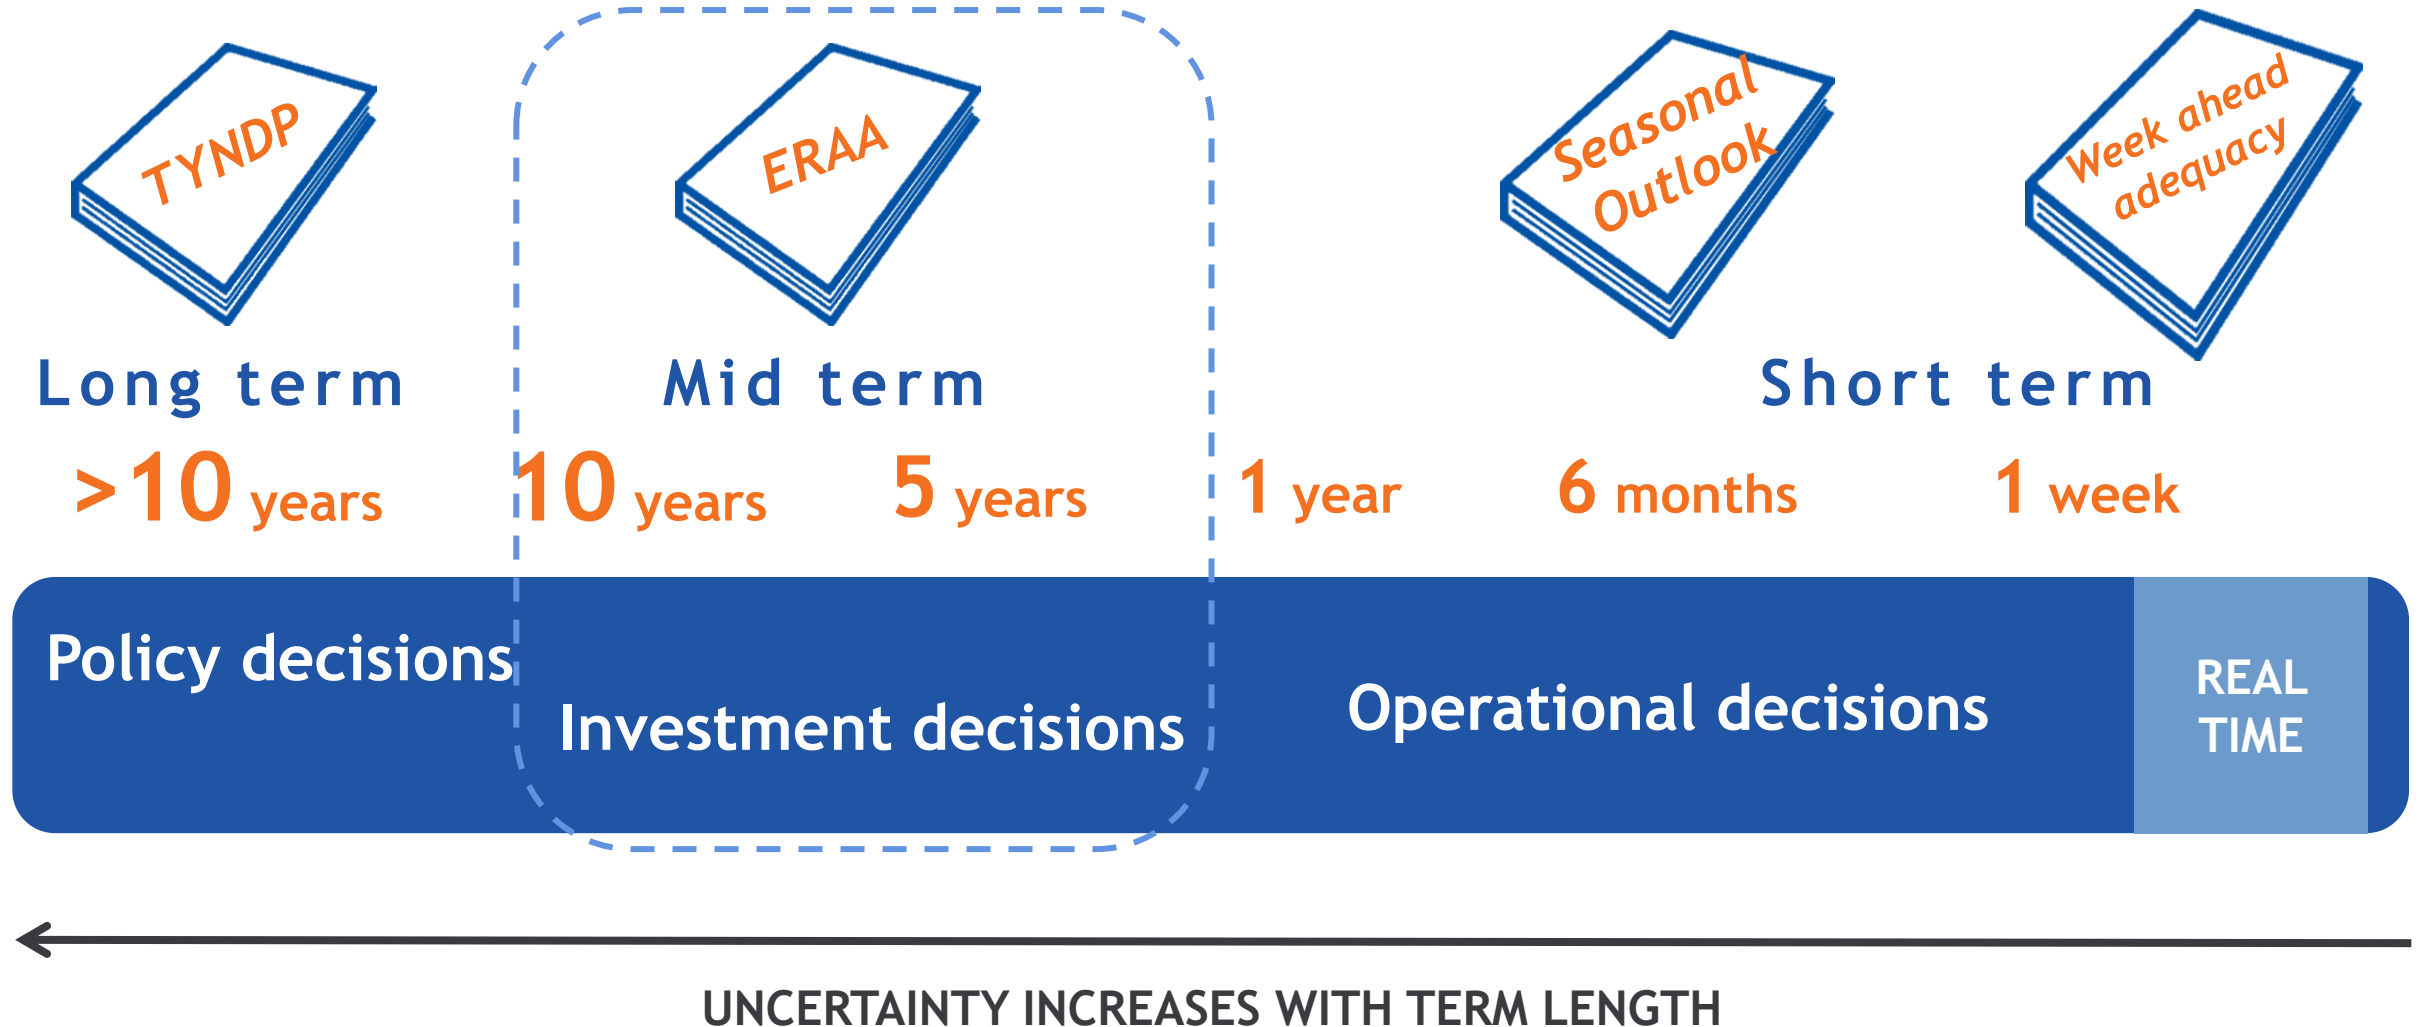 TYNDP
ERAA
Seasonal
Outlook
Week ahead
adequacy
Long term
Mid term
Short term
>10 years
10 years
5 years
1 year
6 months
1 week
Policy decisions
Investment decisions
Operational decisions
REAL
TIME
UNCERTAINTY INCREASES WITH TERM LENGTH